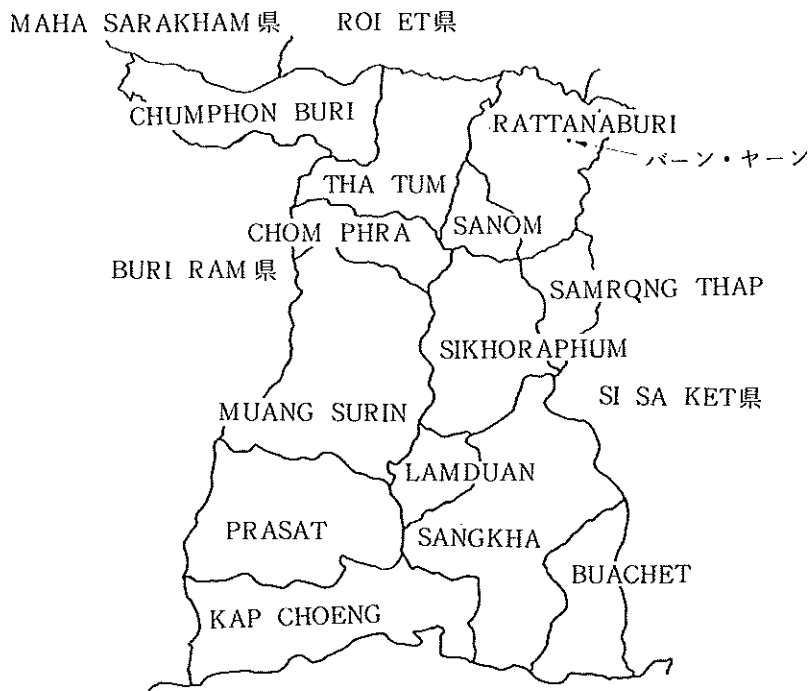 MAHA SARAKHAM県 ROI ET県
CHUMPHON BURI
RATTANABURI
バーン・ヤーン
THA TUM
CHOM PHRA
SANOM
BURI RAM県
SAMRQNG THAP
SIKHORAPHUM
SI SA KET県
MUANG SURIN
LAMDUAN
PRASAT
SANGKHA
BUACHET
KAP CHOENG